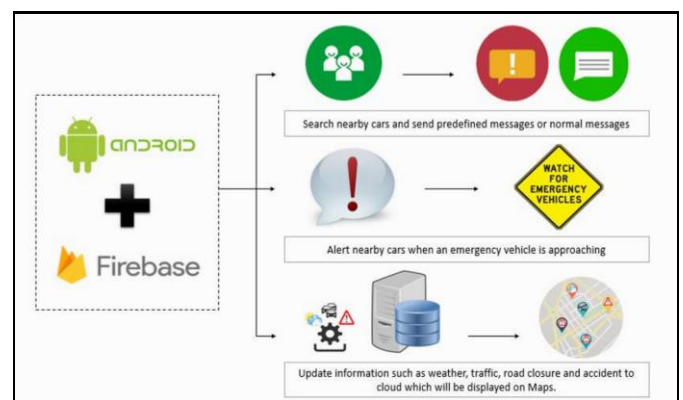 android
Firebase
Search nearby cars and send predefined messages or normal messages
WATCH
FOR
EMERGENCY
VEHICLES
Alert nearby cars when an emergency vehicle is approaching
Update information such as weather, traffic, road closure and accident to
cloud which will be displayed on Maps.